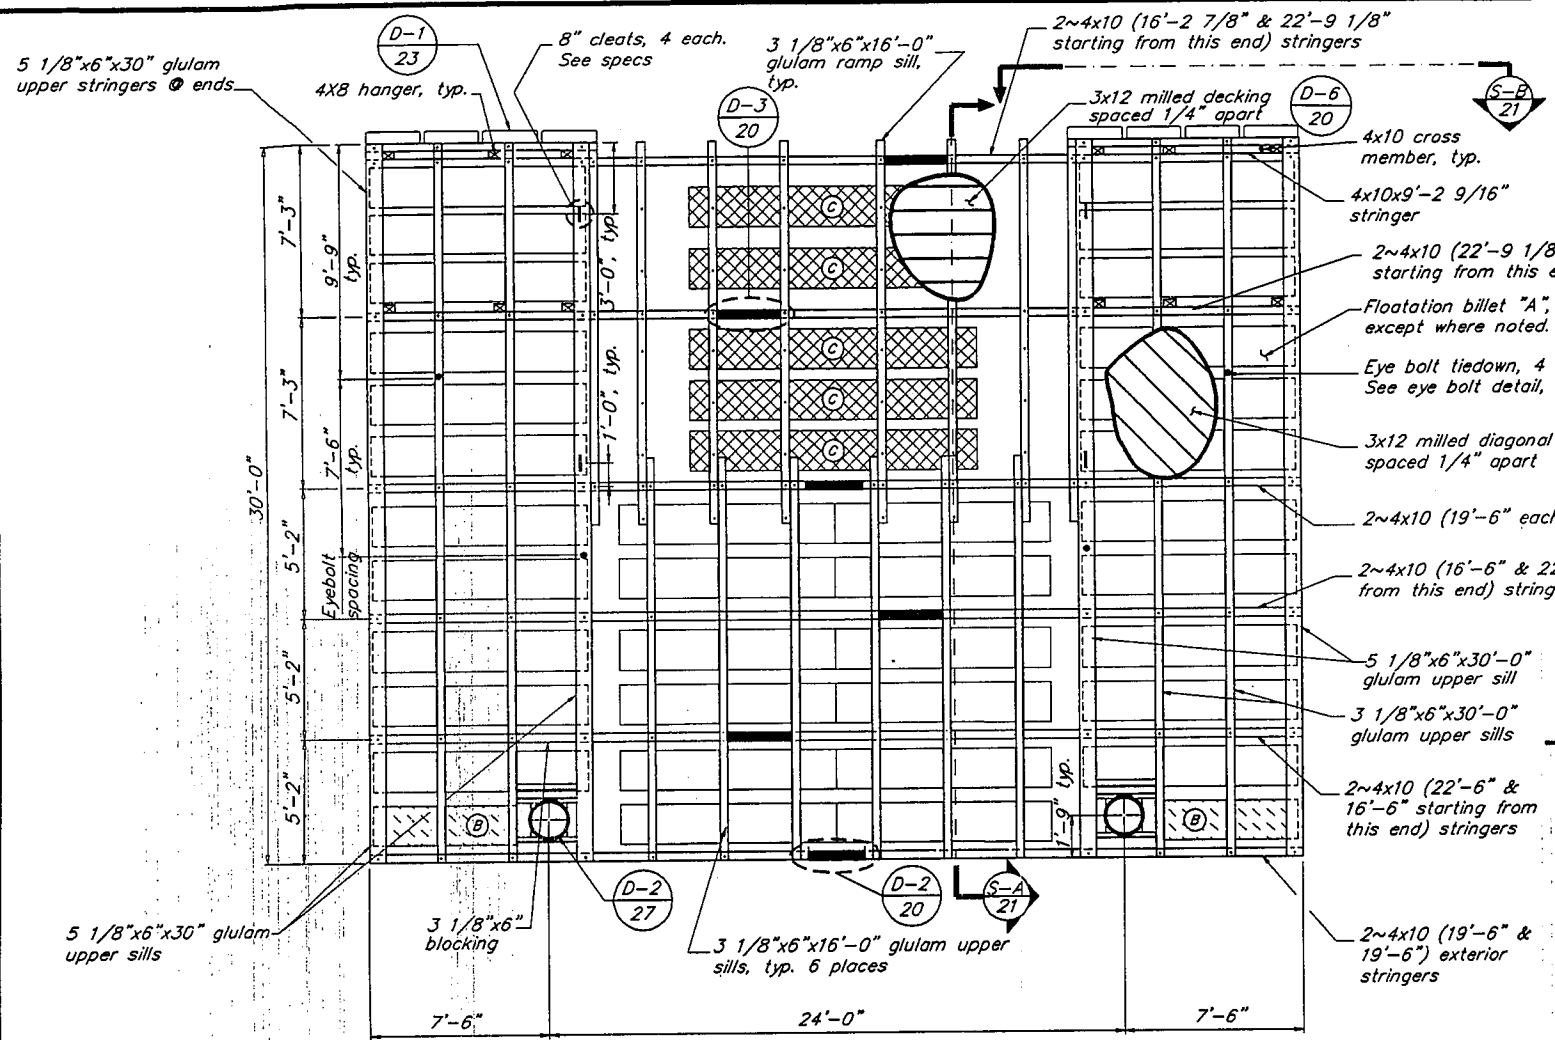 5 1/8"x6"x30" glulam
upper stringers @ ends
D-1
23
4X8 hanger, typ.
8" cleats, 4 each.
See specs
3 1/8"x6"x16'-0"
glulam ramp sill,
typ.
D-3
20
2~4x10 (16'-2 7/8" & 22'-9 1/8"
starting from this end) stringers
3x12 milled decking
spaced 1/4" apart
D-6
20
S-B
21
4x10 cross
member, typ.
4x10x9'-2 9/16"
stringer
2~4x10 (22'-9 1/8
starting from this e
Floatation billet "A",
except where noted.
Eye bolt tiedown, 4
See eye bolt detail,
3x12 milled diagonal
spaced 1/4" apart
2~4x10 (19'-6" each
2~4x10 (16'-6" & 22
from this end) string
5 1/8"x6"x30'-0"
glulam upper sill
3 1/8"x6"x30'-0"
glulam upper sills
2~4x10 (22'-6" &
16'-6" starting from
this end) stringers
2~4x10 (19'-6" &
19'-6") exterior
stringers
30'-0"
7'-3"
7'-3"
5'-2"
5'-2"
5'-2"
9'-9"
typ.
7'-6"
typ.
Eyebolt
spacing
3'-0", typ.
1'-0", typ.
C
C
C
C
C
B
B
1'-9" typ.
5 1/8"x6"x30" glulam
upper sills
3 1/8"x6"
blocking
D-2
27
D-2
20
S-A
21
3 1/8"x6"x16'-0" glulam upper
sills, typ. 6 places
7'-6"
24'-0"
7'-6"